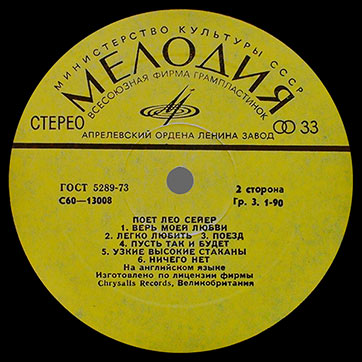 МИНИСТЕРСТВО КУЛЬТУРЫ СССР
МЕЛОДИЯ
ВСЕСОЮЗНАЯ ФИРМА ГРАМПЛАСТИНОК
СТЕРЕО
33
АПРЕЛЕВСКИЙ ОРДЕНА ЛЕНИНА ЗАВОД
ГОСТ 5289-73
2 сторона
С60—13008
Гр. 3. 1-90
ПОЕТ ЛЕО СЕЙЕР
1. ВЕРЬ МОЕЙ ЛЮБВИ
2. ЛЕГКО ЛЮБИТЬ 3. ПОЕЗД
4. ПУСТЬ ТАК И БУДЕТ
5. УЗКИЕ ВЫСОКИЕ СТАКАНЫ
6. НИЧЕГО НЕТ
На английском языке
Изготовлено по лицензии фирмы
Chrysalis Records, Великобритания